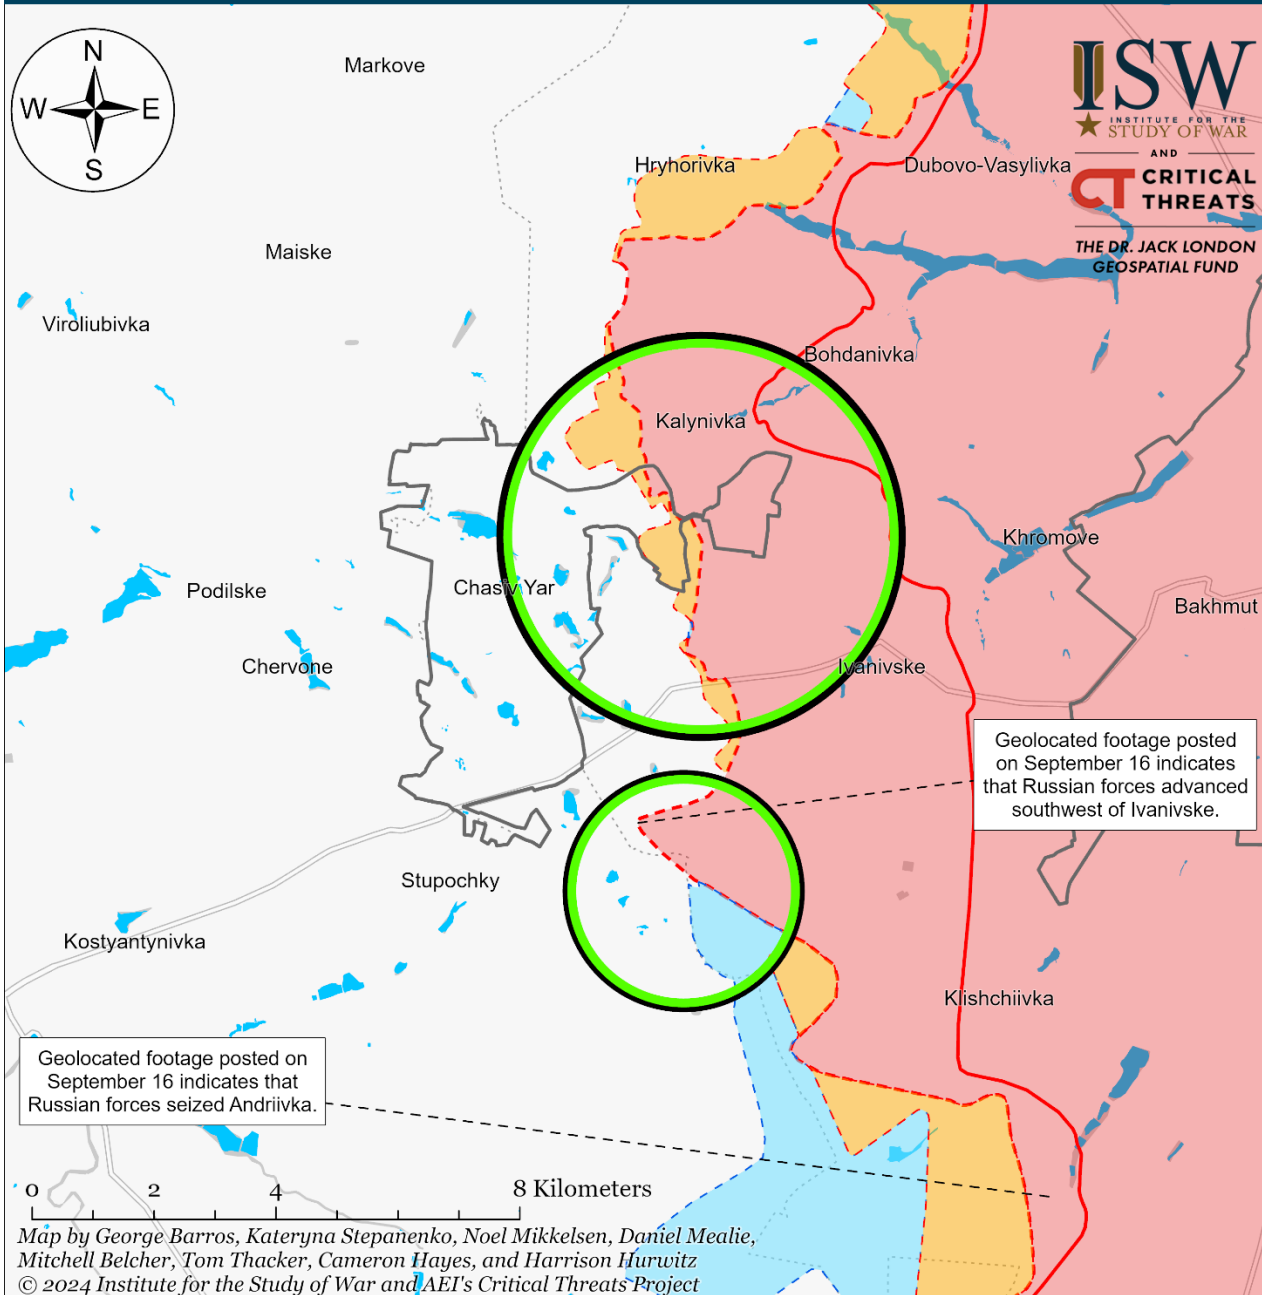 N
W E
S
Markove
ISW
INSTITUTE FOR THE
STUDY OF WAR
AND
CT CRITICAL
THREATS
THE DR. JACK LONDON
GEOSPATIAL FUND
Hryhorivka
Dubovo-Vasylivka
Maiske
Viroliubivka
Bohdanivka
Kalynivka
Khromove
Podilske
Chasiv Yar
Bakhmut
Chervone
Ivanivske
Geolocated footage posted
on September 16 indicates
that Russian forces advanced
southwest of Ivanivske.
Stupochky
Kostyantynivka
Klishchiivka
Geolocated footage posted on
September 16 indicates that
Russian forces seized Andriivka.
0 2 4 8 Kilometers
Map by George Barros, Kateryna Stepanenko, Noel Mikkelsen, Daniel Mealie,
Mitchell Belcher, Tom Thacker, Cameron Hayes, and Harrison Hurwitz
© 2024 Institute for the Study of War and AEI's Critical Threats Project